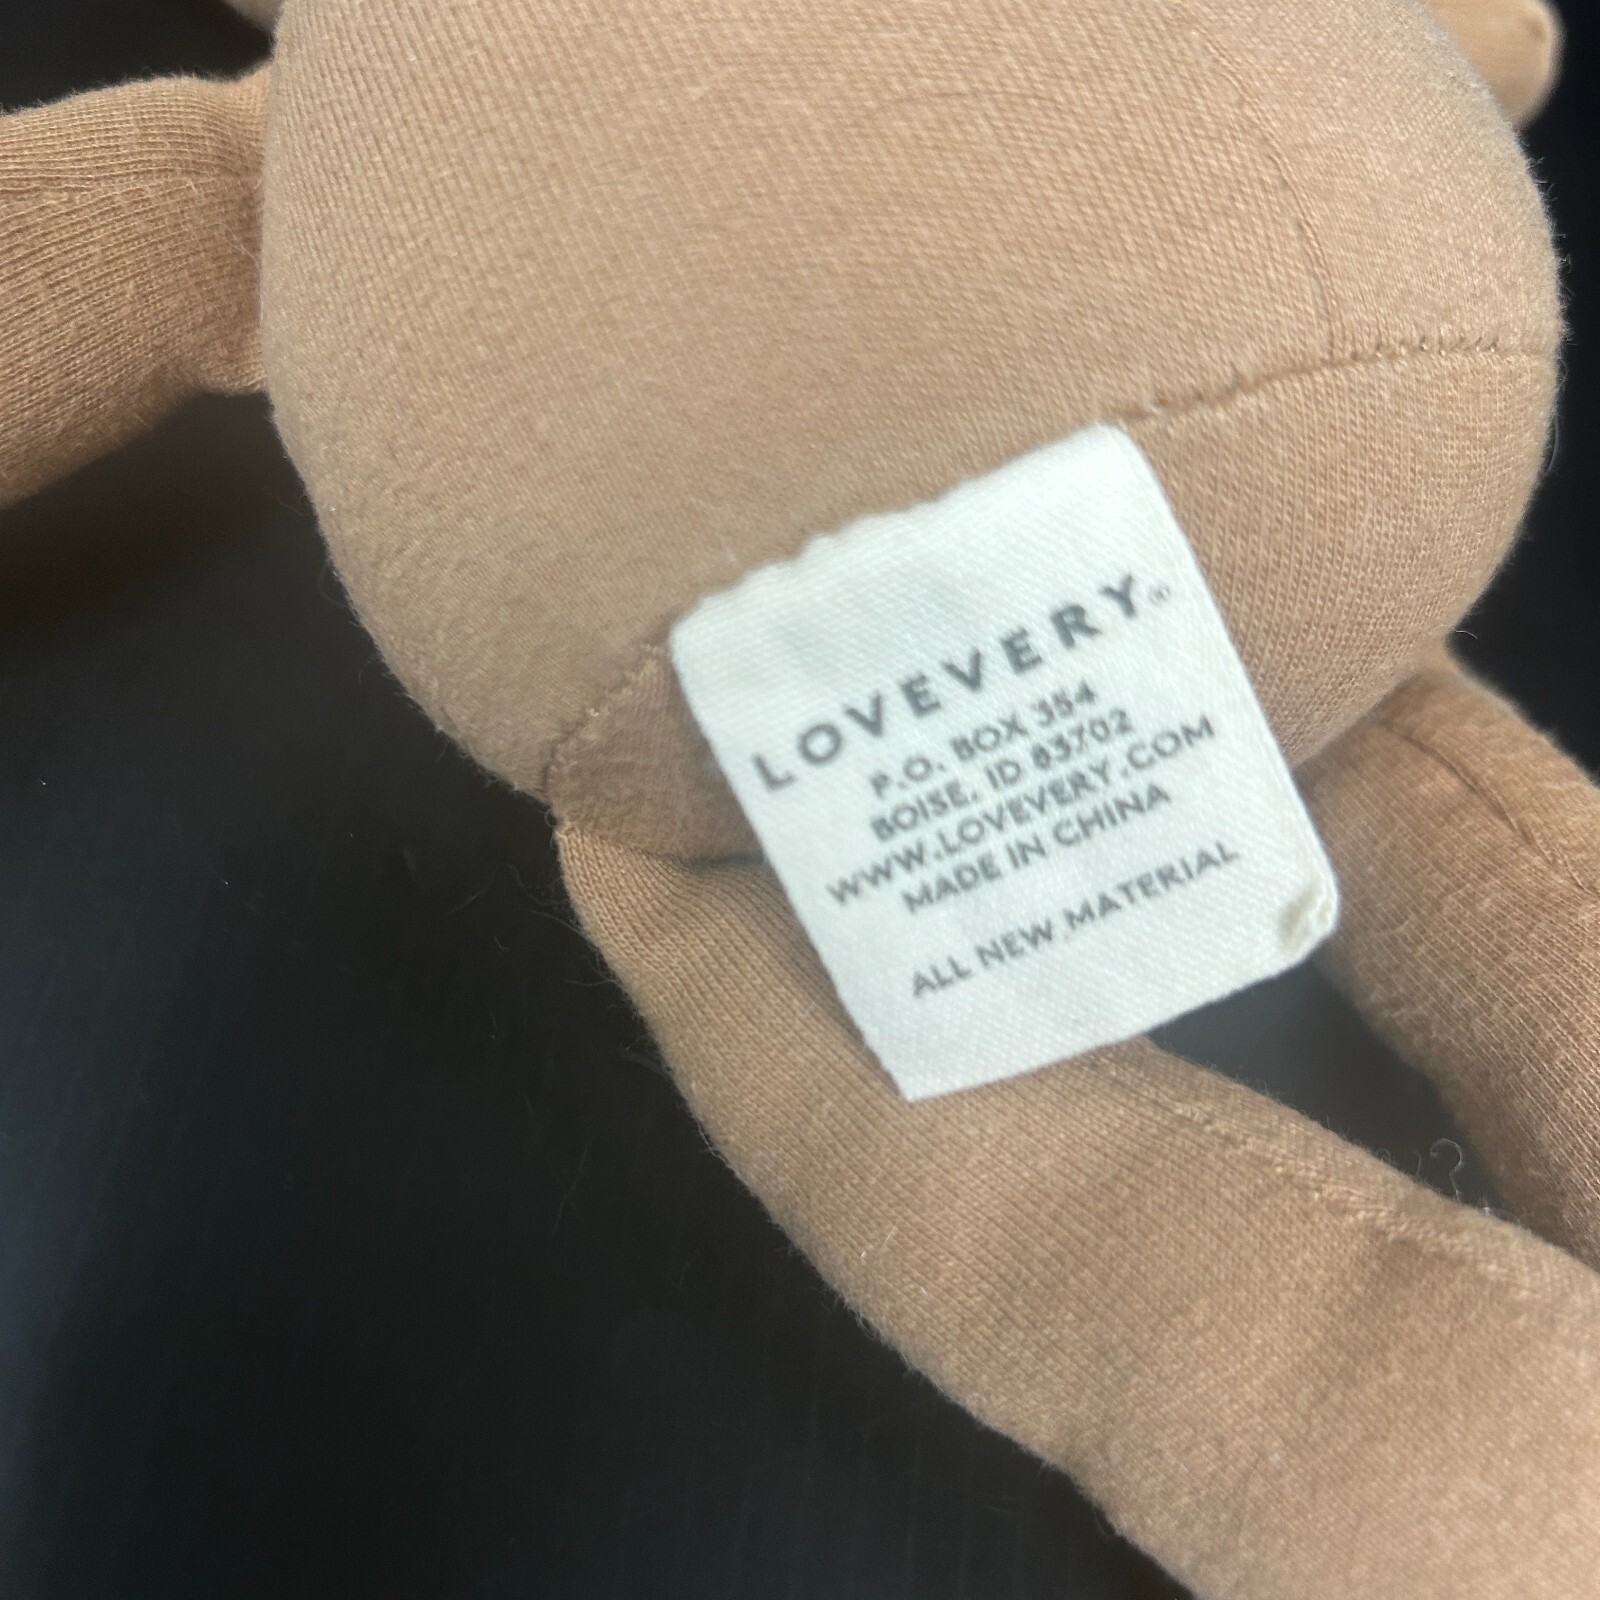 LOVEVERY
P.O. BOX 354
BOISE, ID 83702
WWW.LOVEVERY.COM
MADE IN CHINA
ALL NEW MATERIAL